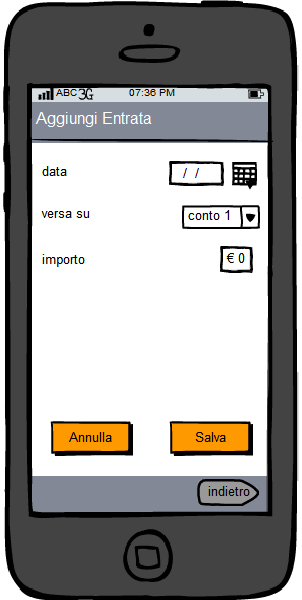 ABC 3G 07:36 PM
Aggiungi Entrata
data / /
versa su conto 1
importo € 0
Annulla Salva
indietro